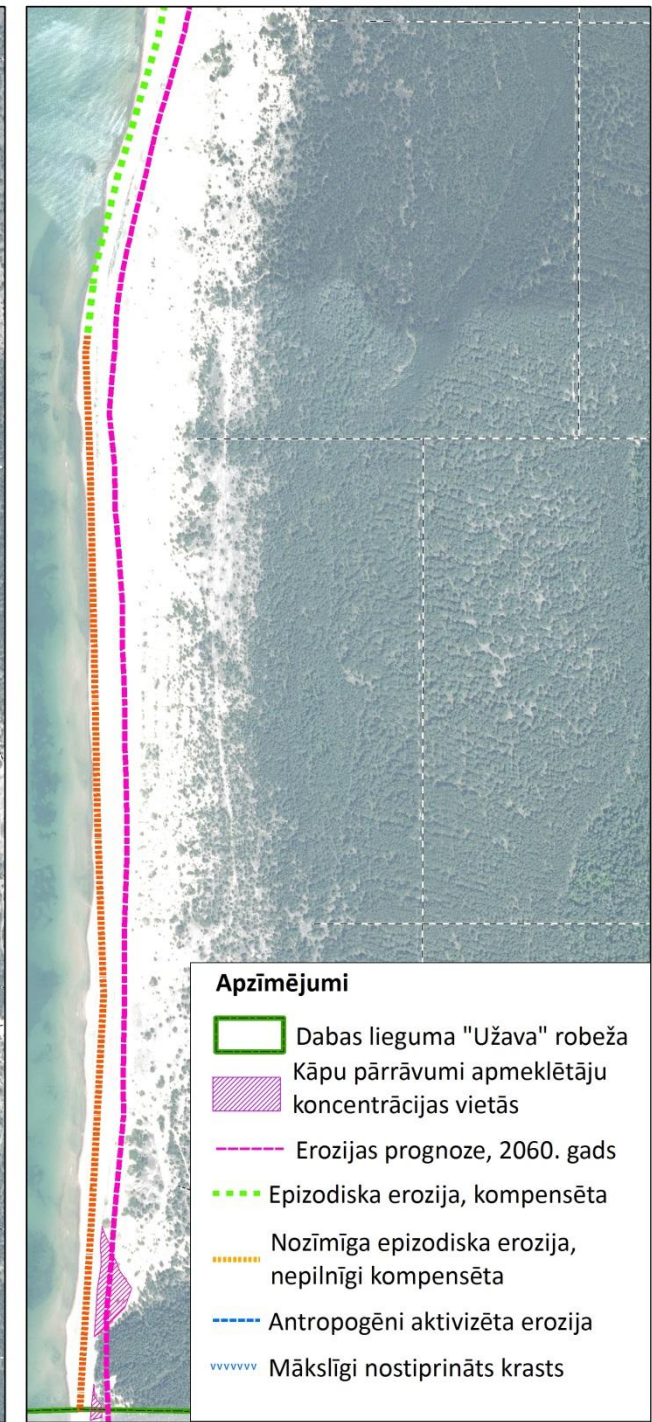 Apzīmējumi
Dabas lieguma "Užava" robeža
Kāpu pārrāvumi apmeklētāju
koncentrācijas vietās
Erozijas prognoze, 2060. gads
Epizodiska erozija, kompensēta
Nozīmīga epizodiska erozija,
nepilnīgi kompensēta
Antropogēni aktivizēta erozija
Mākslīgi nostiprināts krasts